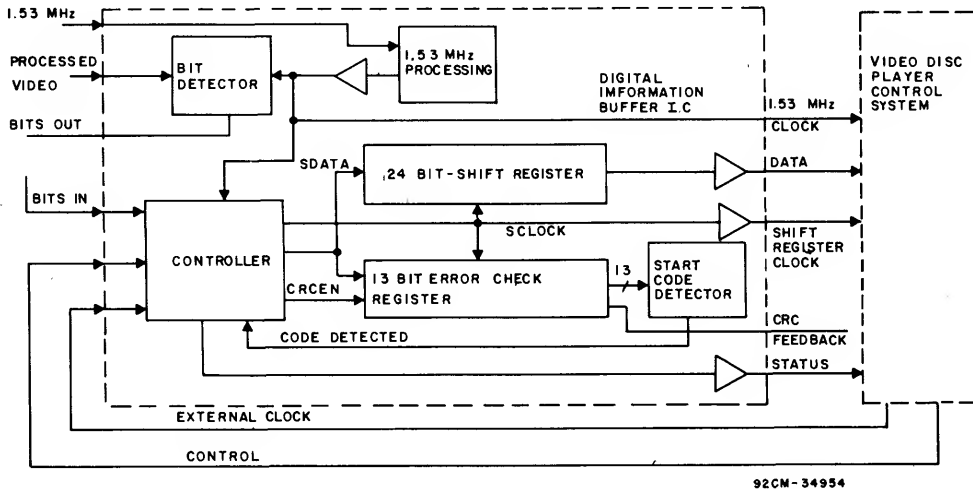 1.53 MHz
PROCESSED
VIDEO
BIT
DETECTOR
1.53 MHz
PROCESSING
DIGITAL
IMFORMATION
BUFFER I.C
VIDEO DISC
PLAYER
CONTROL
SYSTEM
1.53 MHz
CLOCK
BITS OUT
SDATA
24 BIT-SHIFT REGISTER
DATA
BITS IN
CONTROLLER
SCLOCK
SHIFT
REGISTER
CLOCK
CRCEN
13 BIT ERROR CHECK
REGISTER
13
START
CODE
DETECTOR
CODE DETECTED
CRC
FEEDBACK
STATUS
EXTERNAL CLOCK
CONTROL
92CM-34954